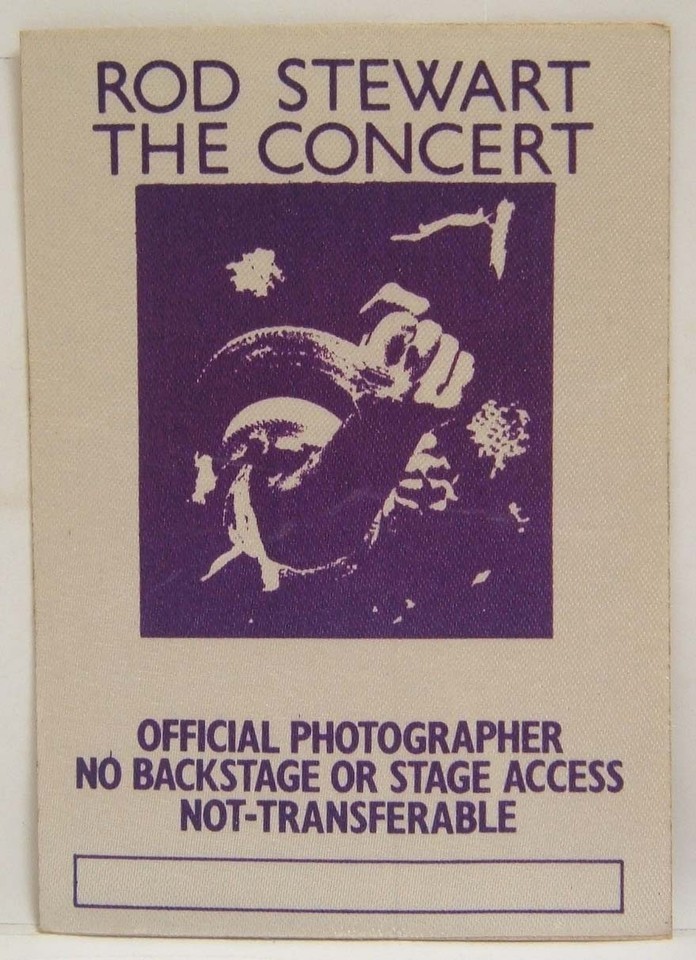 ROD STEWART
THE CONCERT
OFFICIAL PHOTOGRAPHER
NO BACKSTAGE OR STAGE ACCESS
NOT-TRANSFERABLE